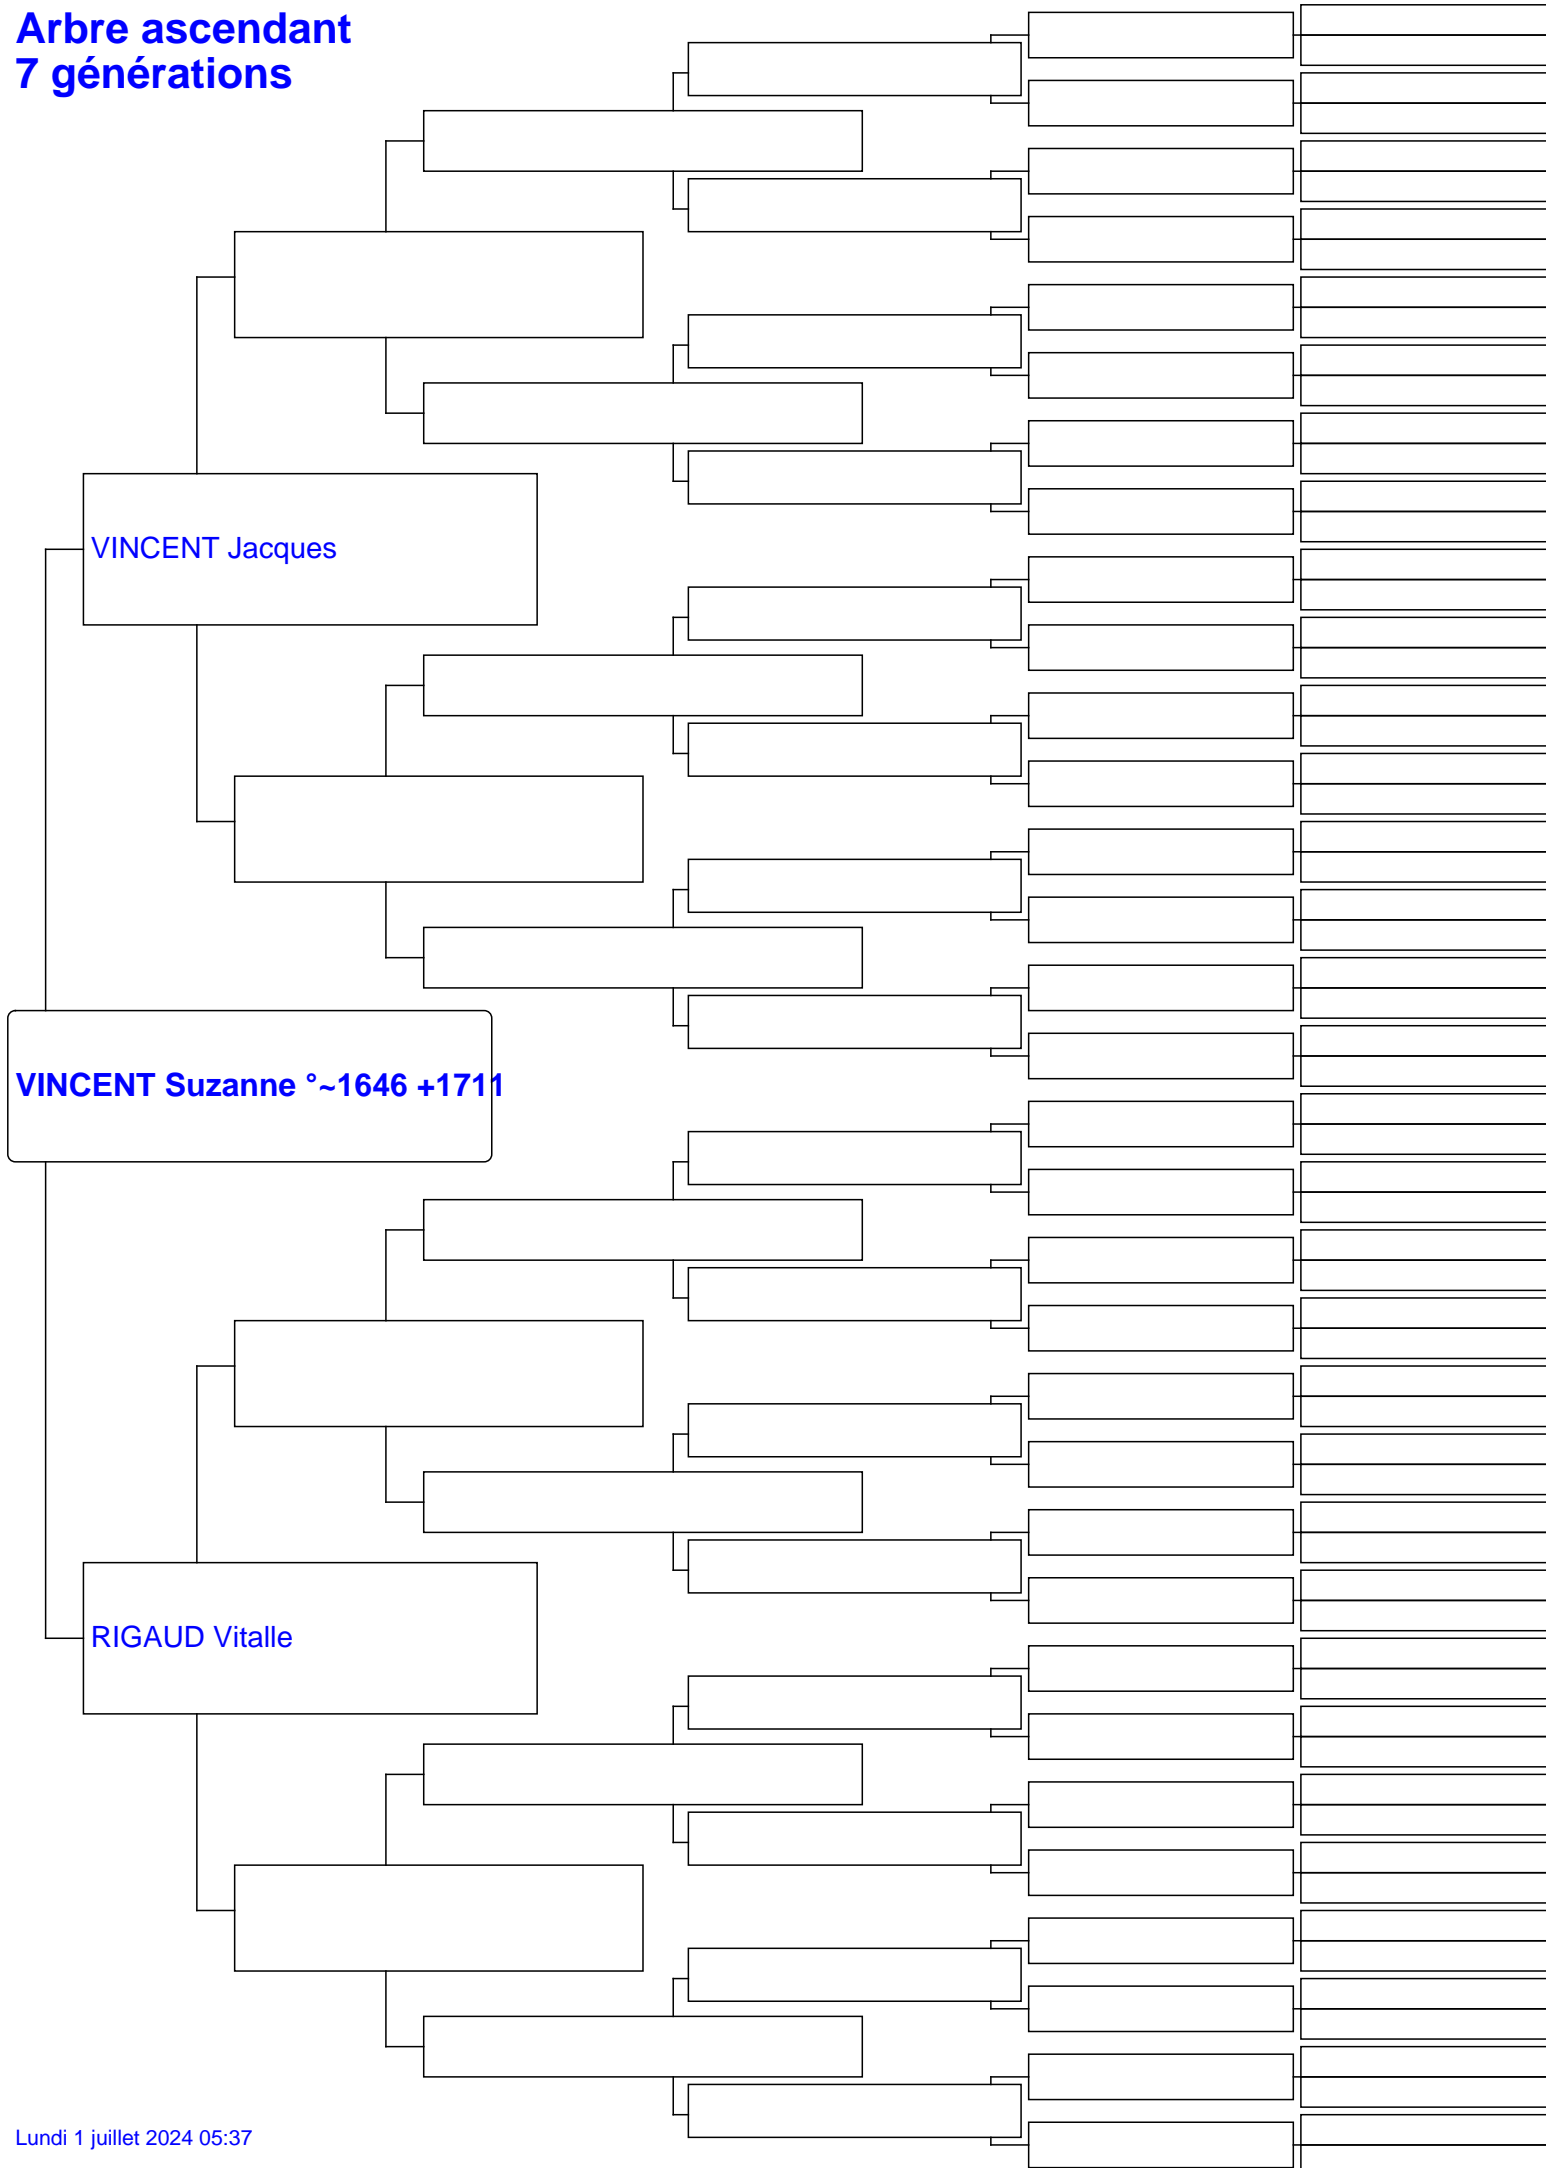 Arbre ascendant
7 générations
VINCENT Jacques
VINCENT Suzanne °~1646 +1711
RIGAUD Vitalle
Lundi 1 juillet 2024 05:37